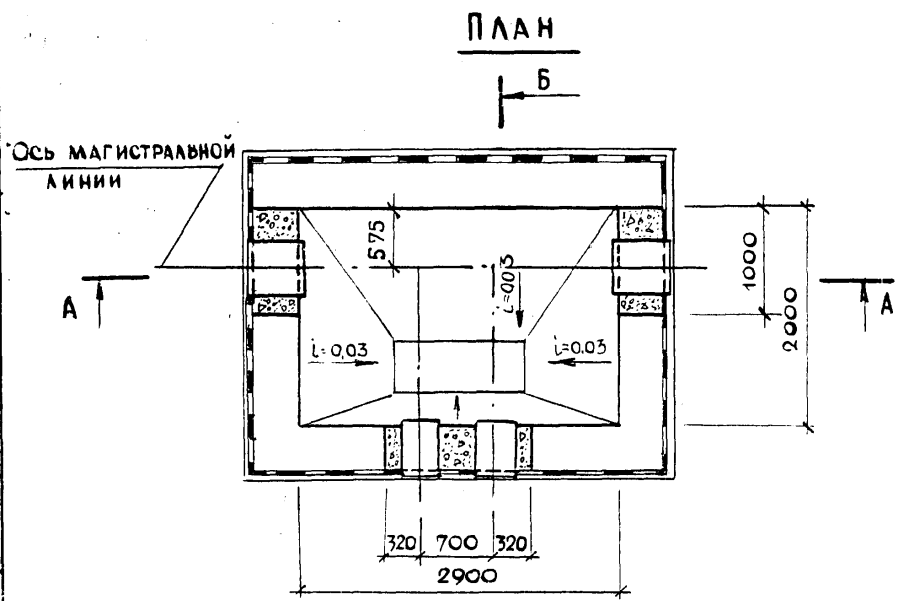 ПЛАН
Б
Ось магистральной
линии
575
i=0.03
1000
2000
А
А
i=0,03
i=0.03
320
700
320
2900